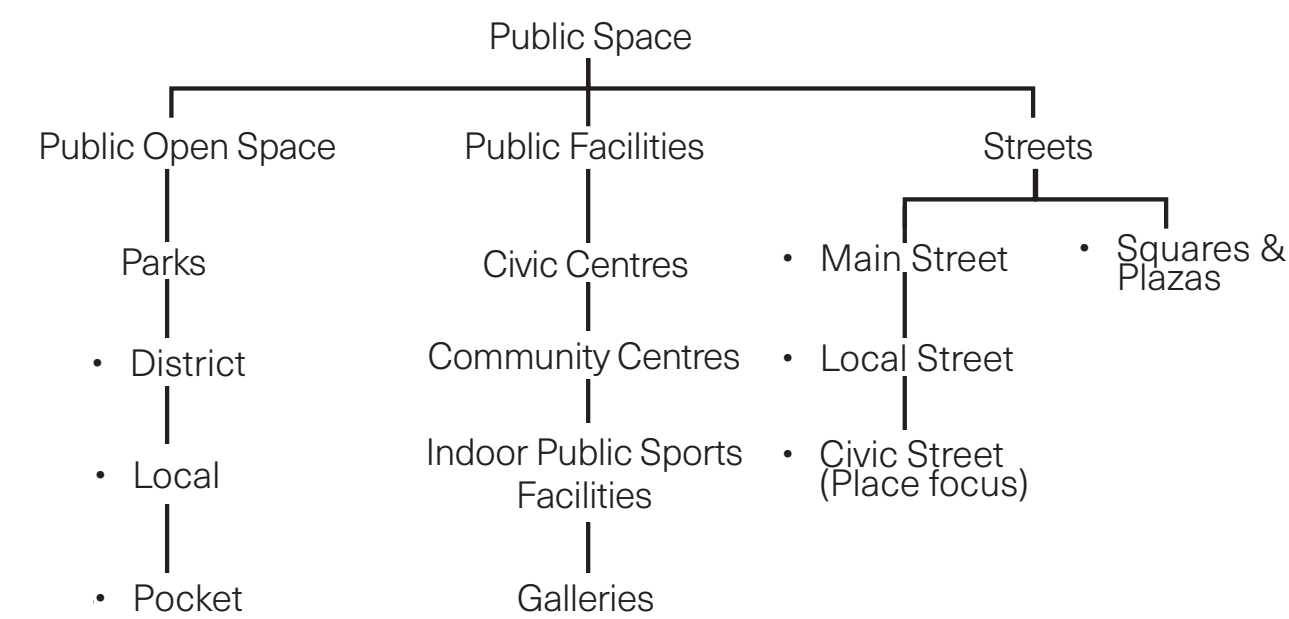 Public Space
Public Open Space
Public Facilities
Streets
Parks
• District
• Local
• Pocket
Civic Centres
Community Centres
Indoor Public Sports
Facilities
Galleries
• Main Street
• Local Street
• Civic Street
(Place focus)
• Squares &
Plazas